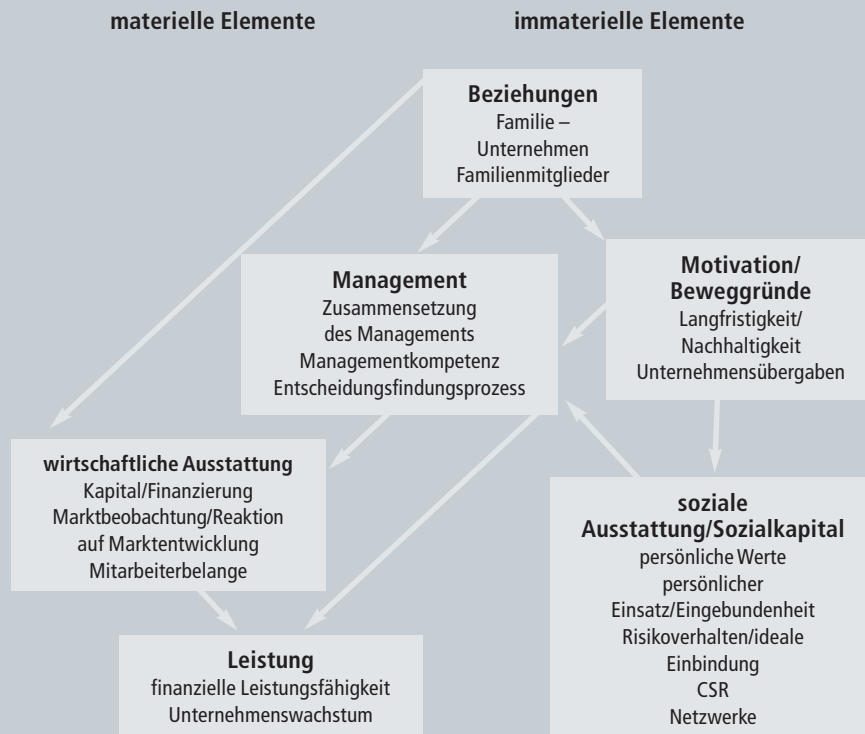 materielle Elemente
immaterielle Elemente
Beziehungen
Familie –
Unternehmen
Familienmitglieder
Management
Zusammensetzung
des Managements
Managementkompetenz
Entscheidungsfindungsprozess
Motivation/
Beweggründe
Langfristigkeit/
Nachhaltigkeit
Unternehmensübergaben
wirtschaftliche Ausstattung
Kapital/Finanzierung
Marktbeobachtung/Reaktion
auf Marktentwicklung
Mitarbeiterbelange
soziale
Ausstattung/Sozialkapital
persönliche Werte
persönlicher
Einsatz/Eingebundenheit
Risikoverhalten/ideale
Einbindung
CSR
Netzwerke
Leistung
finanzielle Leistungsfähigkeit
Unternehmenswachstum